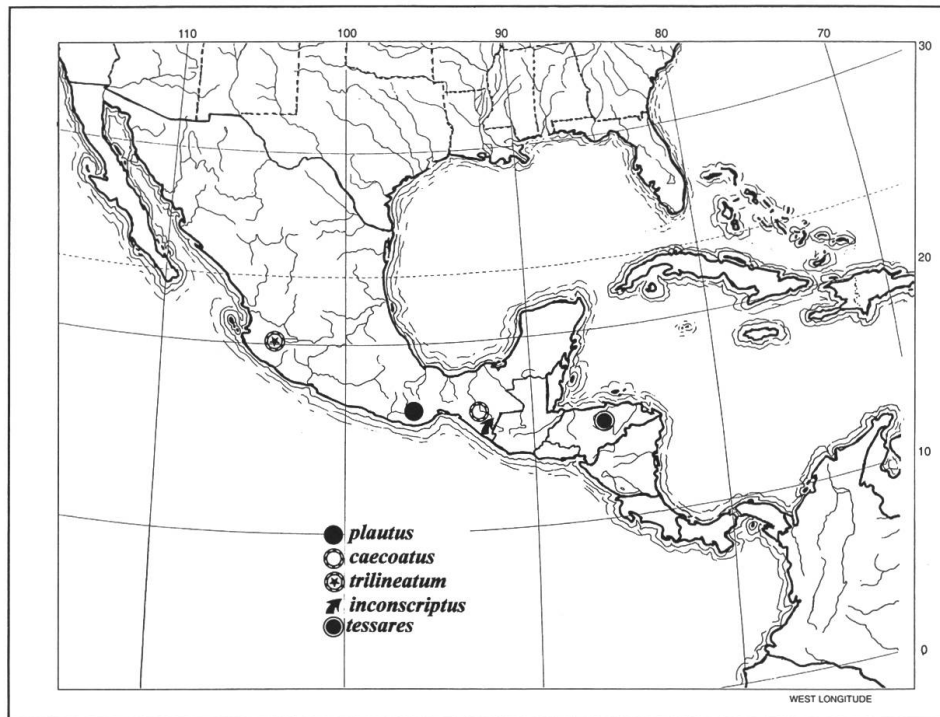 110 100 90 80 70
30
20
10
0
plautus
caecoatus
trilineatum
inconscriptus
tessares
WEST LONGITUDE